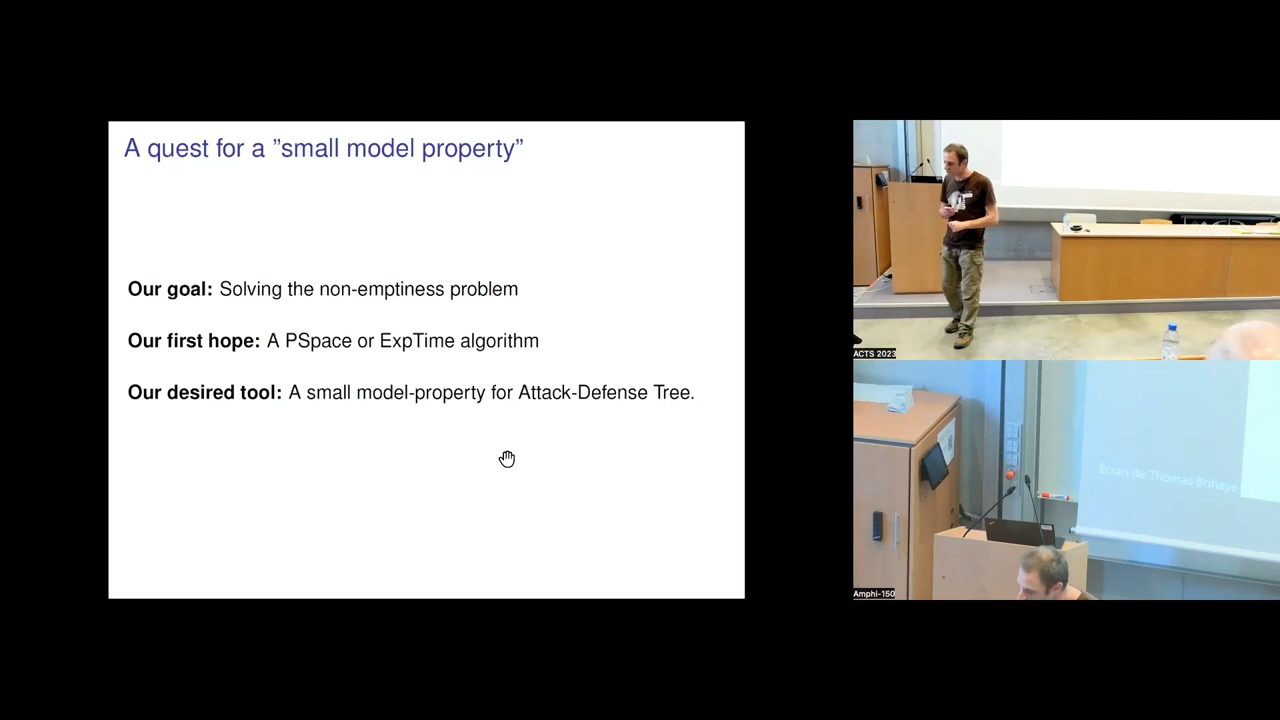 A quest for a ”small model property”
Our goal: Solving the non-emptiness problem
Our first hope: A PSpace or ExpTime algorithm
Our desired tool: A small model-property for Attack-Defense Tree.
ACTS 2023
Écran de Thomas Brihaye
Amphi-150